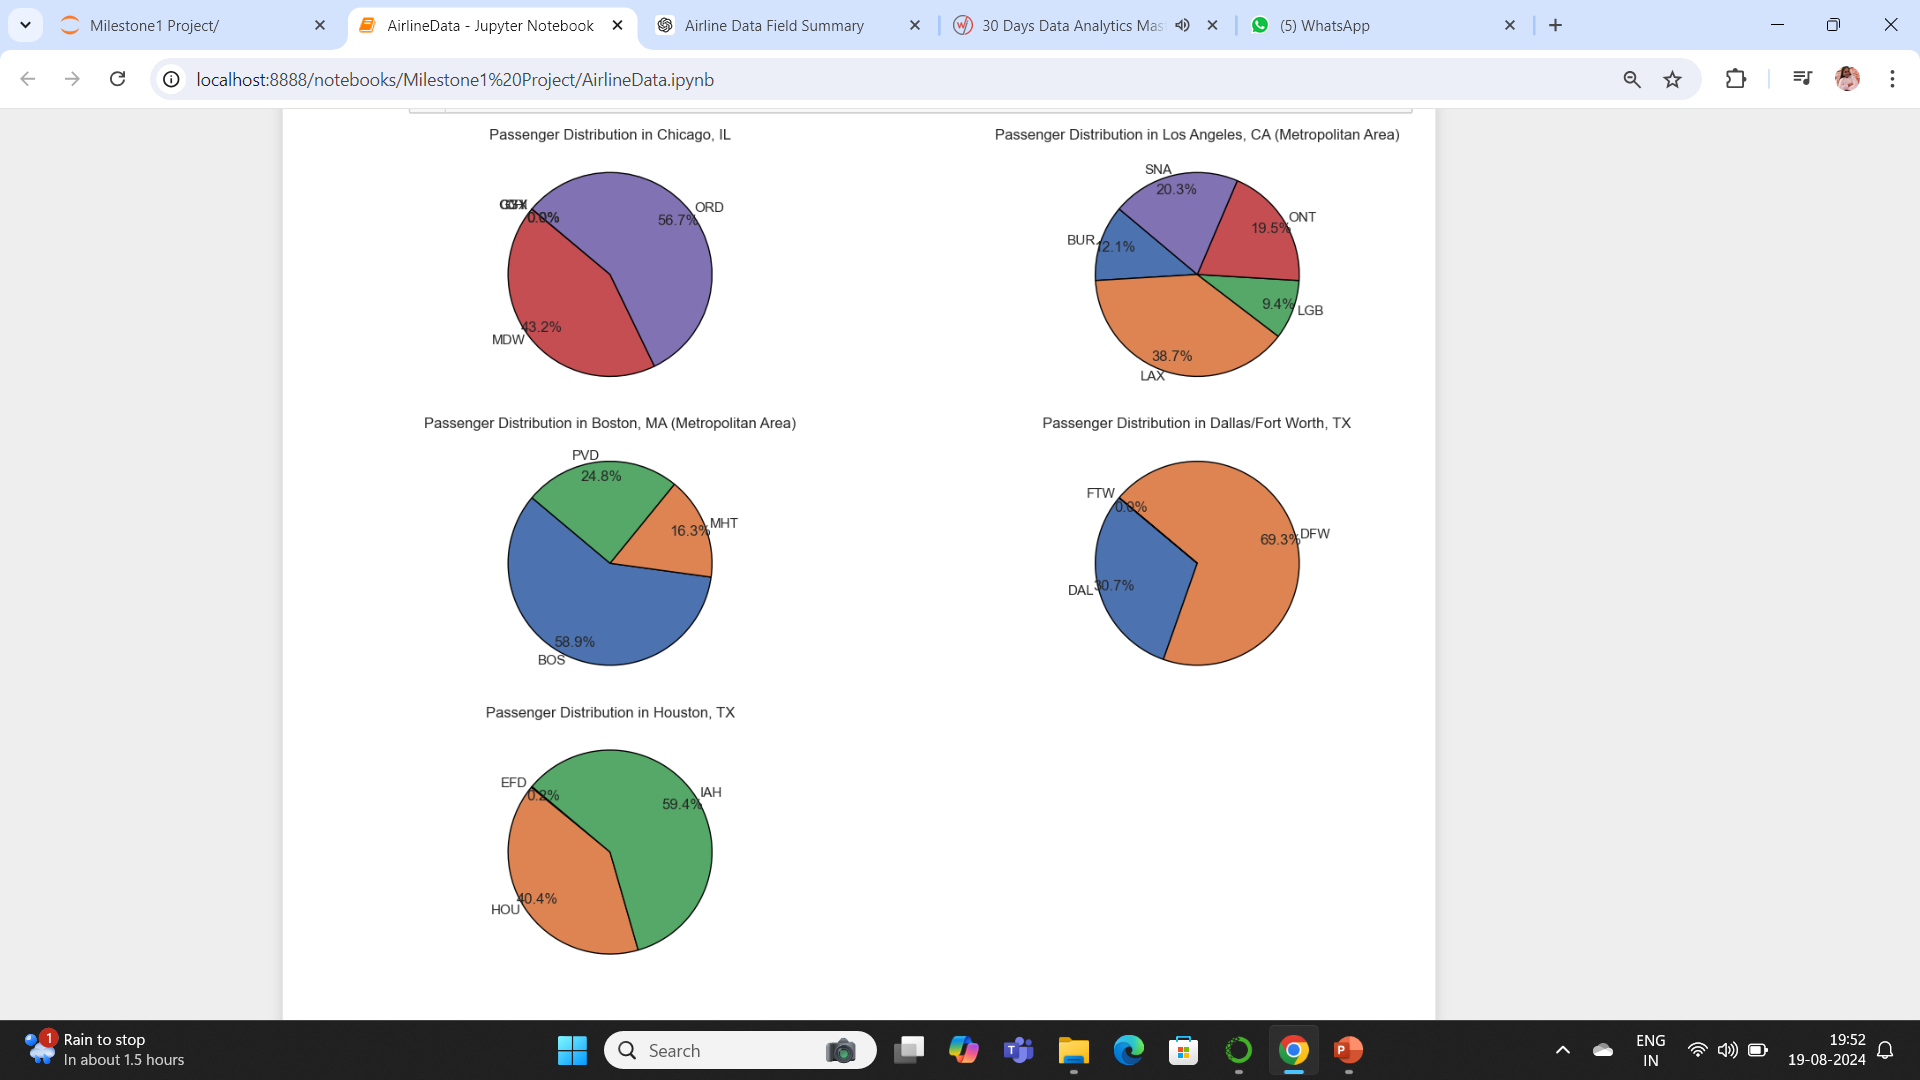 Milestone1 Project/
AirlineData - Jupyter Notebook
Airline Data Field Summary
30 Days Data Analytics Mas
(5) WhatsApp
localhost:8888/notebooks/Milestone1%20Project/AirlineData.ipynb
Passenger Distribution in Chicago, IL
ORD
56.7%
0.0%
43.2%
MDW
Passenger Distribution in Los Angeles, CA (Metropolitan Area)
SNA
20.3%
ONT
19.5%
BUR
12.1%
9.4%
LGB
38.7%
LAX
Passenger Distribution in Boston, MA (Metropolitan Area)
PVD
24.8%
MHT
16.3%
58.9%
BOS
Passenger Distribution in Dallas/Fort Worth, TX
FTW
0.0%
DFW
69.3%
DAL
30.7%
Passenger Distribution in Houston, TX
EFD
0.2%
IAH
59.4%
40.4%
HOU
1
Rain to stop
In about 1.5 hours
Search
ENG
IN
19:52
19-08-2024